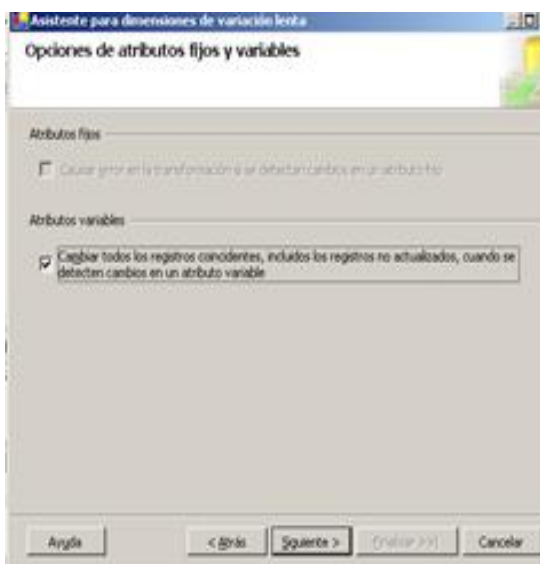 Asistente para dimensiones de variación lenta
Opciones de atributos fijos y variables
Atributos fijos
Causar error en la transformación si se detectan cambios en un atributo fijo
Atributos variables
Cambiar todos los registros coincidentes, incluidos los registros no actualizados, cuando se
detecten cambios en un atributo variable
Ayuda
< Atrás
Siguiente >
Finalizar >>|
Cancelar